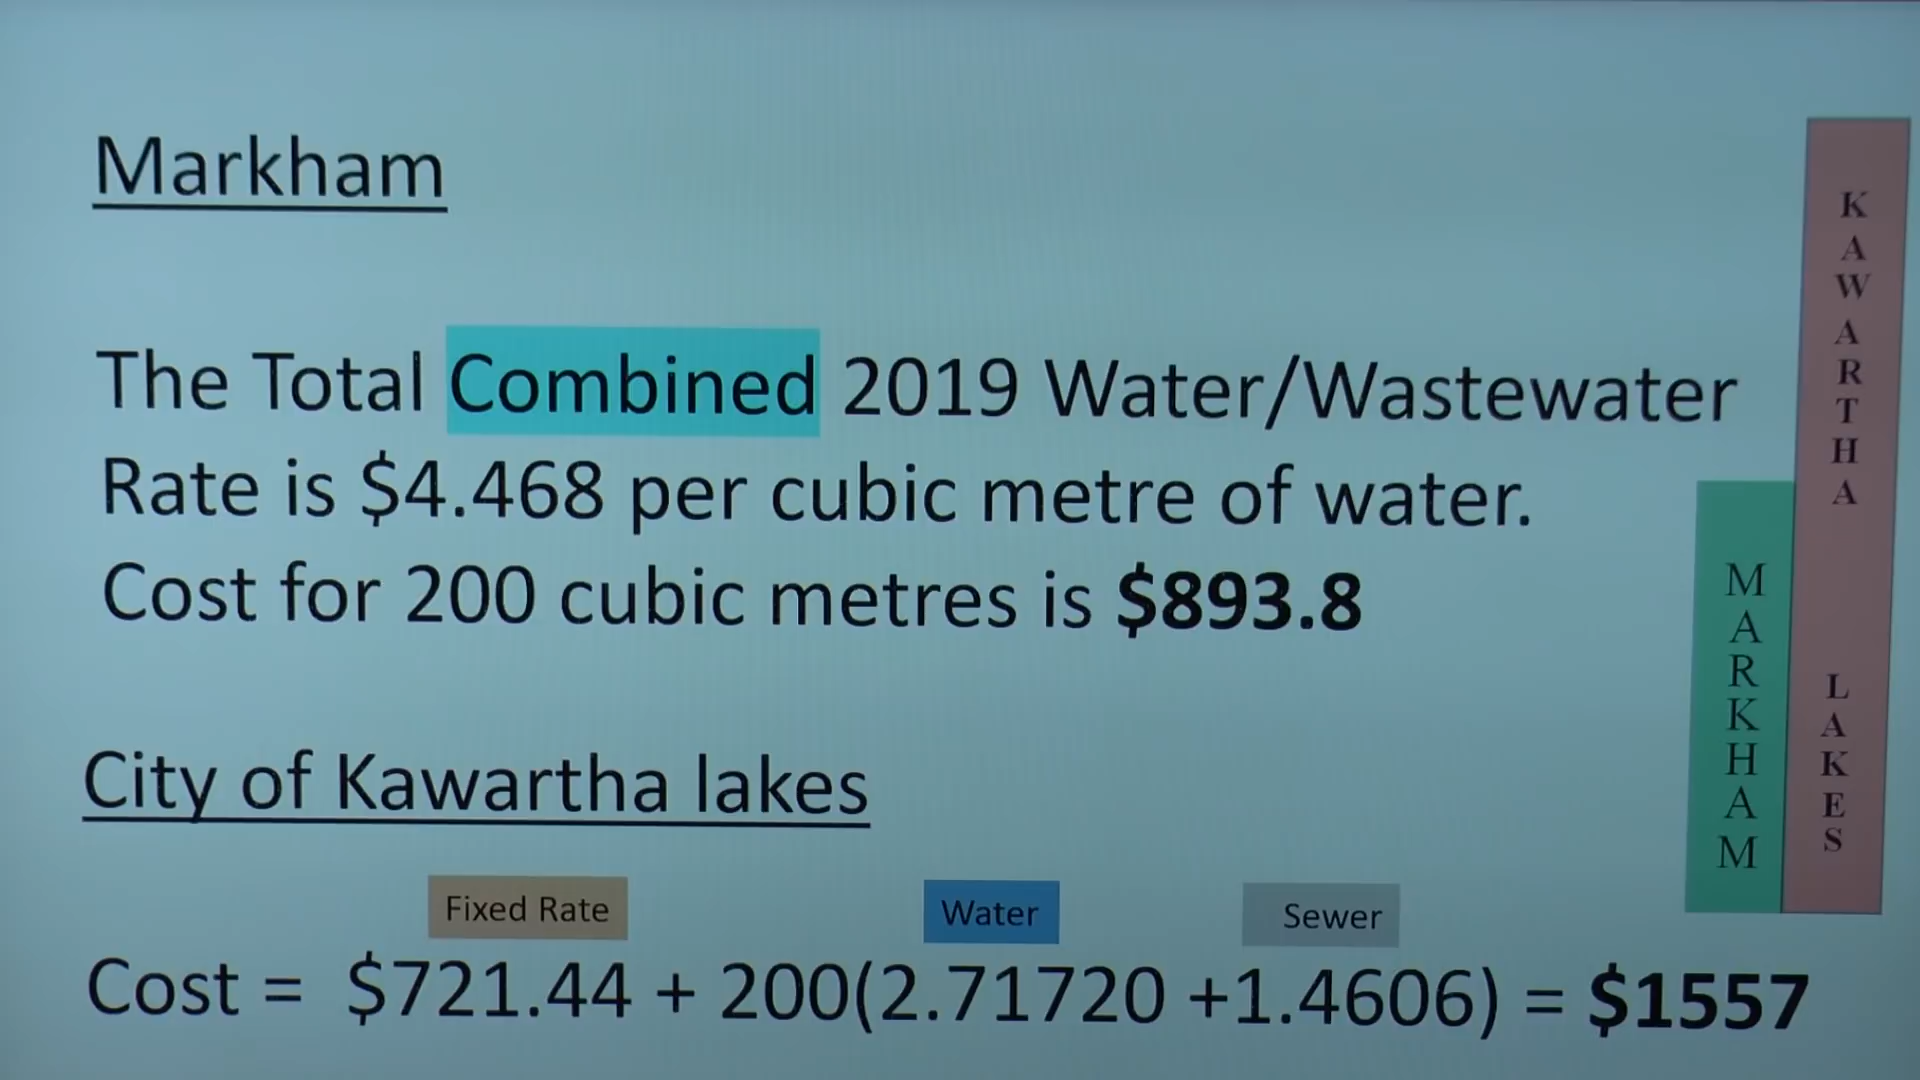 Markham
The Total Combined 2019 Water/Wastewater
Rate is $4.468 per cubic metre of water.
Cost for 200 cubic metres is $893.8
City of Kawartha lakes
Fixed Rate
Water
Sewer
Cost = $721.44 + 200(2.71720 +1.4606) = $1557
MARKHAM
KAWARTHA LAKES